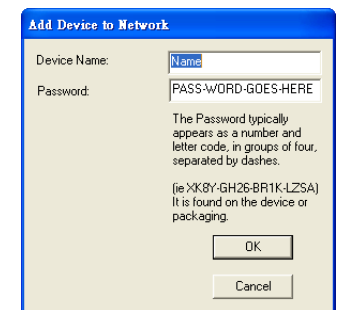 Add Device to Network
Device Name:
Name
Password:
PASS-WORD-GOES-HERE
The Password typically
appears as a number and
letter code, in groups of four,
separated by dashes.
(ie XK8Y-GH26-BR1K-LZSA)
It is found on the device or
packaging.
OK
Cancel